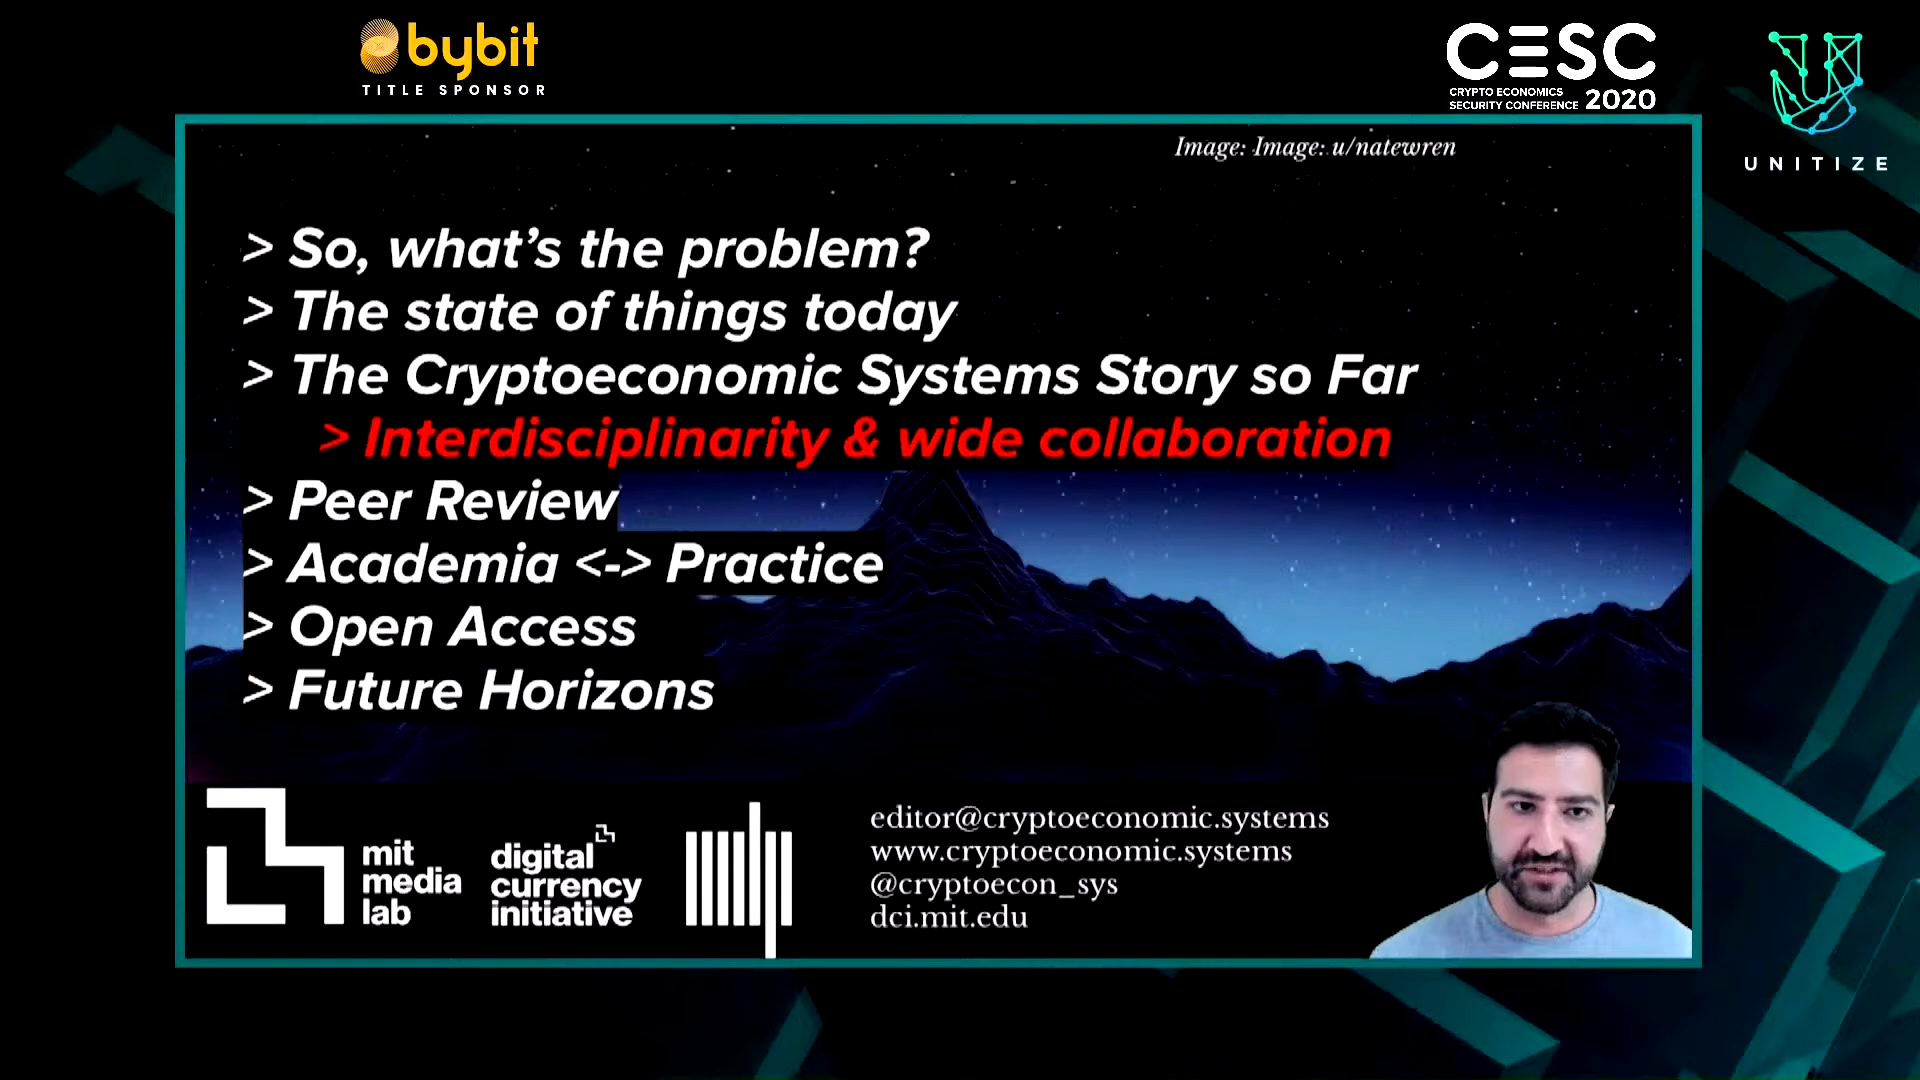 bybit
TITLE SPONSOR
CESC
CRYPTO ECONOMICS
SECURITY CONFERENCE 2020
UNITIZE
Image: Image: u/natewren
> So, what's the problem?
> The state of things today
> The Cryptoeconomic Systems Story so Far
> Interdisciplinarity & wide collaboration
> Peer Review
> Academia <-> Practice
> Open Access
> Future Horizons
mit
media
lab
digital
currency
initiative
editor@cryptoeconomic.systems
www.cryptoeconomic.systems
@cryptoecon_sys
dci.mit.edu